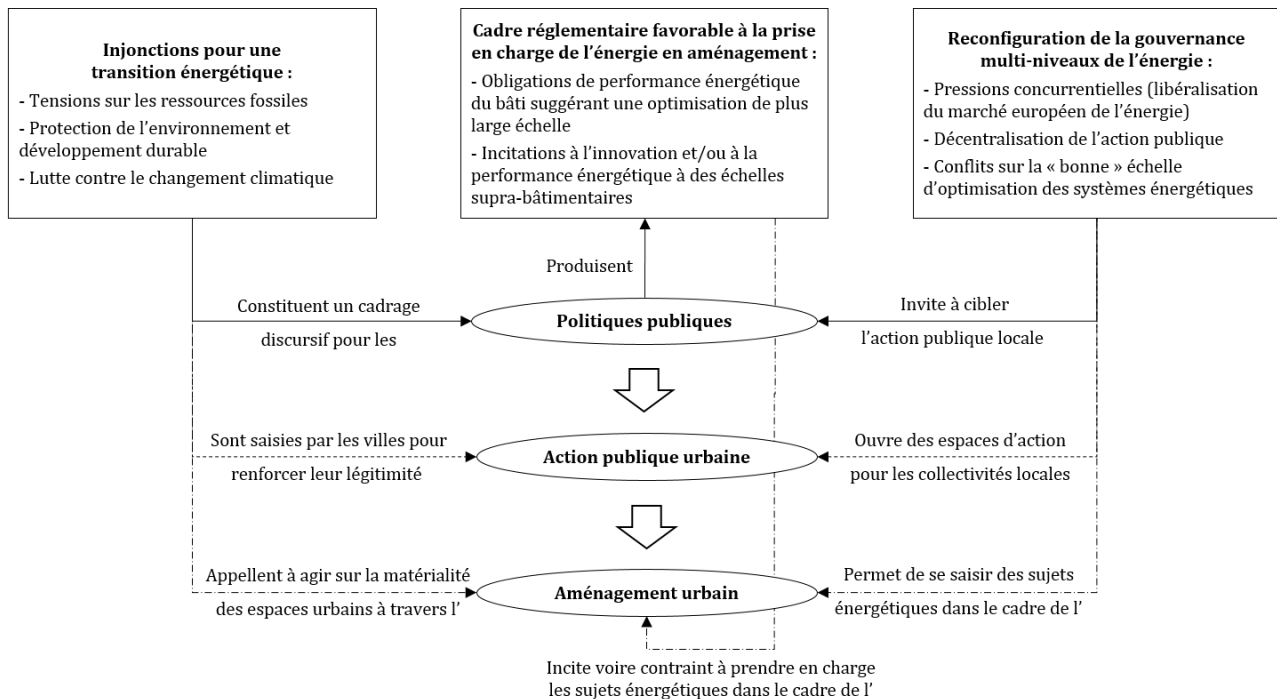 Injonctions pour une
transition énergétique :
- Tensions sur les ressources fossiles
- Protection de l’environnement et
développement durable
- Lutte contre le changement climatique
Cadre réglementaire favorable à la prise
en charge de l’énergie en aménagement :
- Obligations de performance énergétique
du bâti suggérant une optimisation de plus
large échelle
- Incitations à l’innovation et/ou à la
performance énergétique à des échelles
supra-bâtimentaires
Reconfiguration de la gouvernance
multi-niveaux de l’énergie :
- Pressions concurrentielles (libéralisation
du marché européen de l’énergie)
- Décentralisation de l’action publique
- Conflits sur la « bonne » échelle
d’optimisation des systèmes énergétiques
Produisent
Constituent un cadrage
discursif pour les
Politiques publiques
Invite à cibler
l’action publique locale
Sont saisies par les villes pour
renforcer leur légitimité
Action publique urbaine
Ouvre des espaces d’action
pour les collectivités locales
Appellent à agir sur la matérialité
des espaces urbains à travers l’
Aménagement urbain
Permet de se saisir des sujets
énergétiques dans le cadre de l’
Incite voire contraint à prendre en charge
les sujets énergétiques dans le cadre de l’